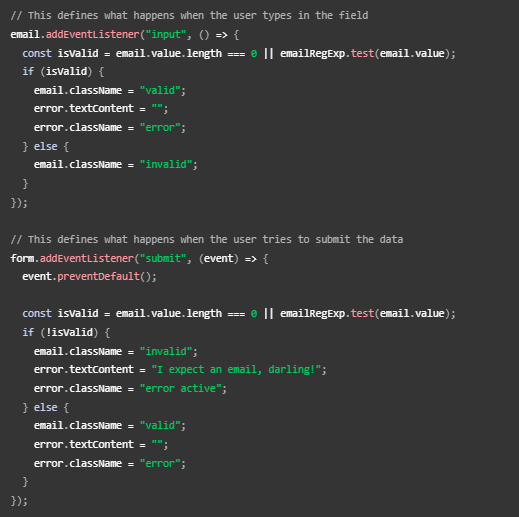 // This defines what happens when the user types in the field
email.addEventListener("input", () => {
  const isValid = email.value.length === 0 || emailRegExp.test(email.value);
  if (isValid) {
    email.className = "valid";
    error.textContent = "";
    error.className = "error";
  } else {
    email.className = "invalid";
  }
});

// This defines what happens when the user tries to submit the data
form.addEventListener("submit", (event) => {
  event.preventDefault();

  const isValid = email.value.length === 0 || emailRegExp.test(email.value);
  if (!isValid) {
    email.className = "invalid";
    error.textContent = "I expect an email, darling!";
    error.className = "error active";
  } else {
    email.className = "valid";
    error.textContent = "";
    error.className = "error";
  }
});